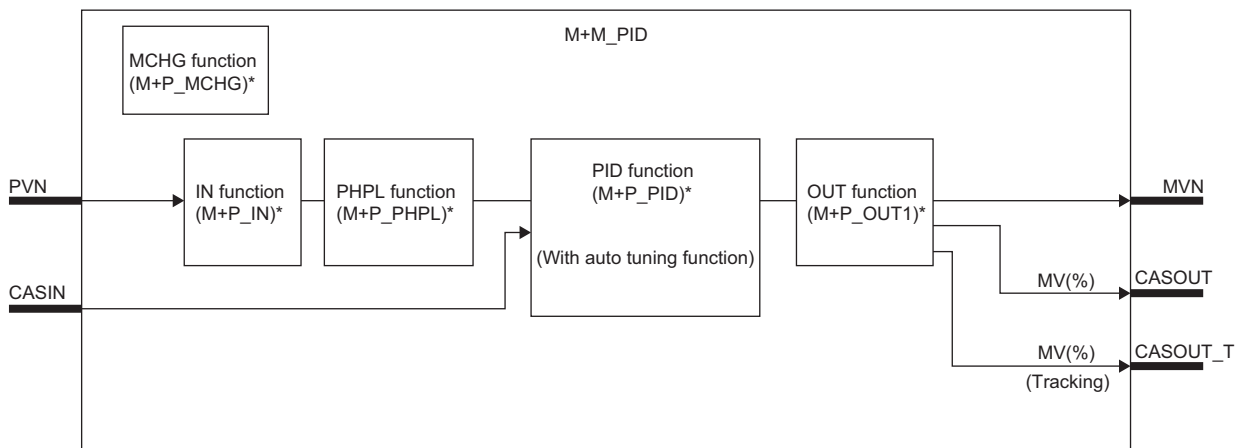 M+M_PID
MCHG function
(M+P_MCHG)*
PVN
IN function
(M+P_IN)*
PHPL function
(M+P_PHPL)*
PID function
(M+P_PID)*
(With auto tuning function)
OUT function
(M+P_OUT1)*
MVN
CASIN
MV(%)
CASOUT
MV(%)
(Tracking)
CASOUT_T